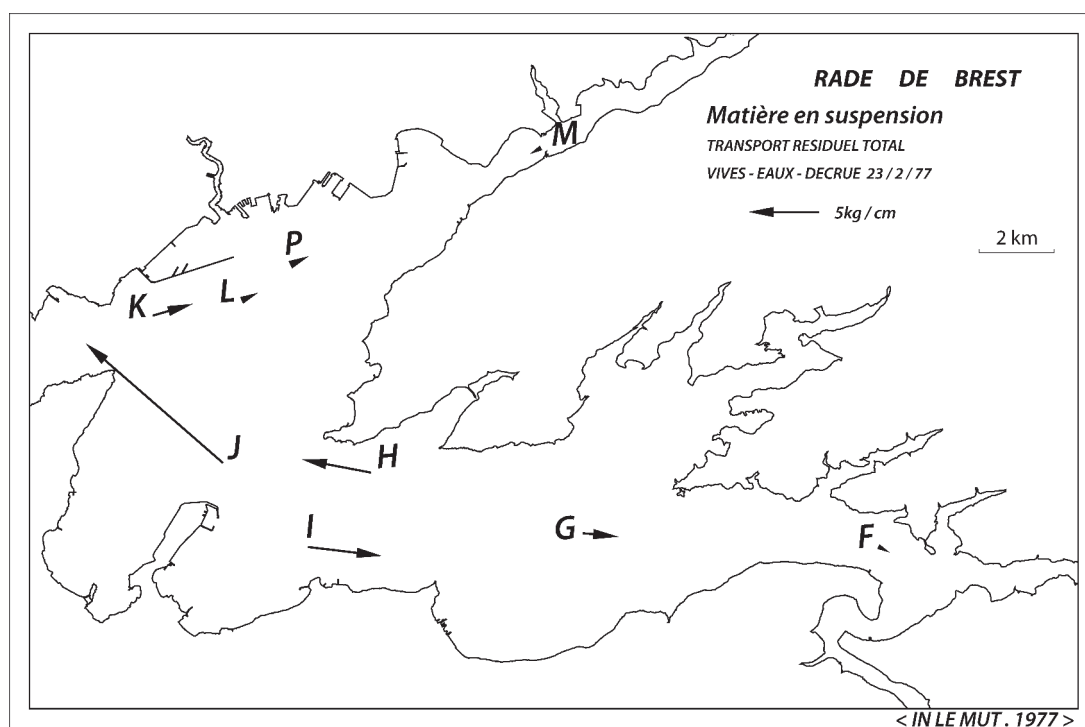 RADE DE BREST
Matière en suspension
TRANSPORT RESIDUEL TOTAL
VIVES - EAUX - DECRUE 23 / 2 / 77
5kg / cm
2 km
M
P
L
K
J
H
I
G
F
< IN LE MUT . 1977 >